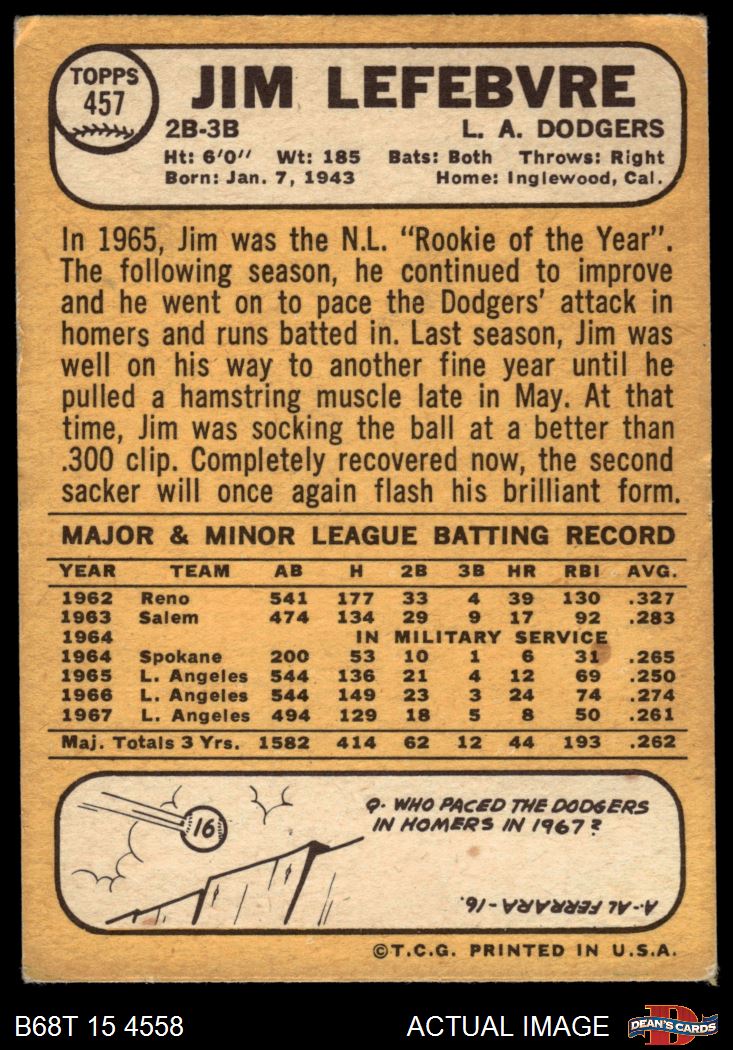 TOPPS
457
JIM LEFEBVRE
2B-3B L. A. DODGERS
Ht: 6'0" Wt: 185 Bats: Both Throws: Right
Born: Jan. 7, 1943 Home: Inglewood, Cal.
In 1965, Jim was the N.L. “Rookie of the Year”.
The following season, he continued to improve
and he went on to pace the Dodgers’ attack in
homers and runs batted in. Last season, Jim was
well on his way to another fine year until he
pulled a hamstring muscle late in May. At that
time, Jim was socking the ball at a better than
.300 clip. Completely recovered now, the second
sacker will once again flash his brilliant form.
MAJOR & MINOR LEAGUE BATTING RECORD
YEAR TEAM AB H 2B 3B HR RBI AVG.
1962 Reno 541 177 33 4 39 130 .327
1963 Salem 474 134 29 9 17 92 .283
1964 IN MILITARY SERVICE
1964 Spokane 200 53 10 1 6 31 .265
1965 L. Angeles 544 136 21 4 12 69 .250
1966 L. Angeles 544 149 23 3 24 74 .274
1967 L. Angeles 494 129 18 5 8 50 .261
Maj. Totals 3 Yrs. 1582 414 62 12 44 193 .262
16
Q- WHO PACED THE DODGERS
IN HOMERS IN 1967?
A-AL FERRARA-16.
©T.C.G. PRINTED IN U.S.A.
B68T 15 4558 ACTUAL IMAGE
D
DEAN'S CARDS